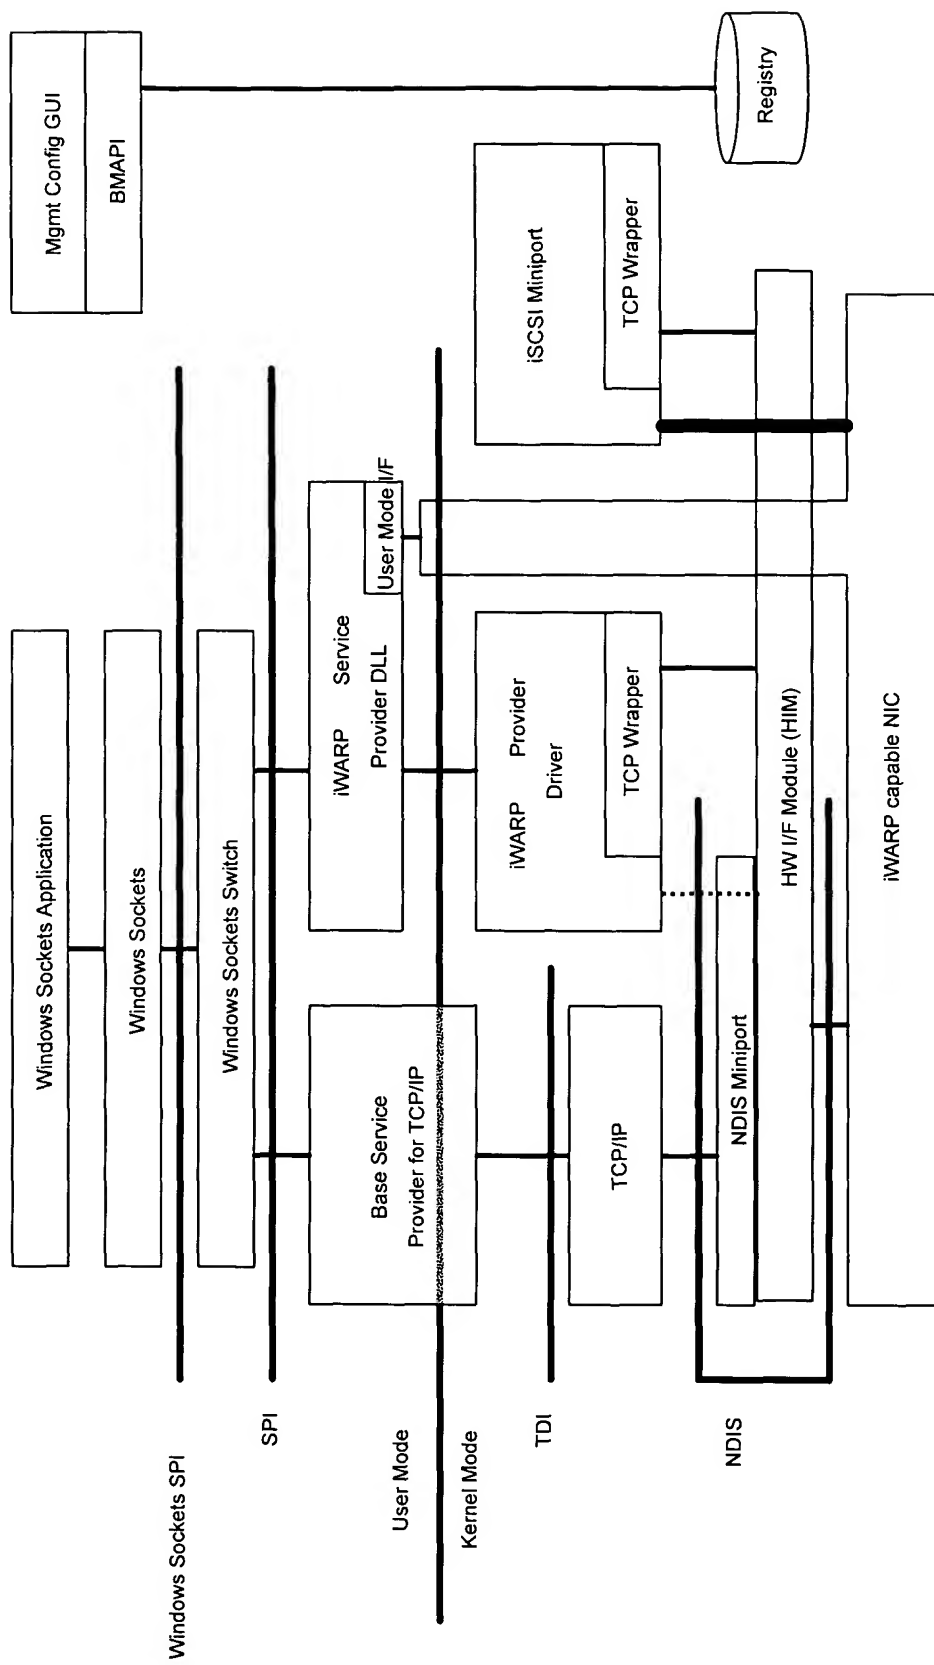 Mgmt Config GUI
BMAPI
Registry
Windows Sockets Application
Windows Sockets
Windows Sockets SPI
Windows Sockets Switch
SPI
iWARP Service
Provider DLL
User Mode I/F
Base Service
Provider for TCP/IP
User Mode
Kernel Mode
iWARP Provider
Driver
TCP Wrapper
iSCSI Miniport
TCP Wrapper
TDI
TCP/IP
NDIS
NDIS Miniport
HW I/F Module (HIM)
iWARP capable NIC